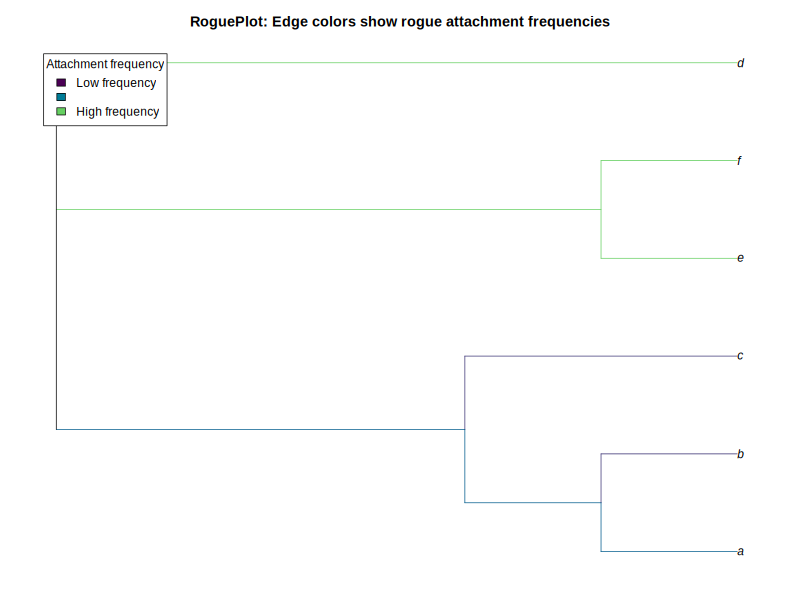 RoguePlot: Edge colors show rogue attachment frequencies
Attachment frequency
Low frequency
High frequency
d
f
e
c
b
a